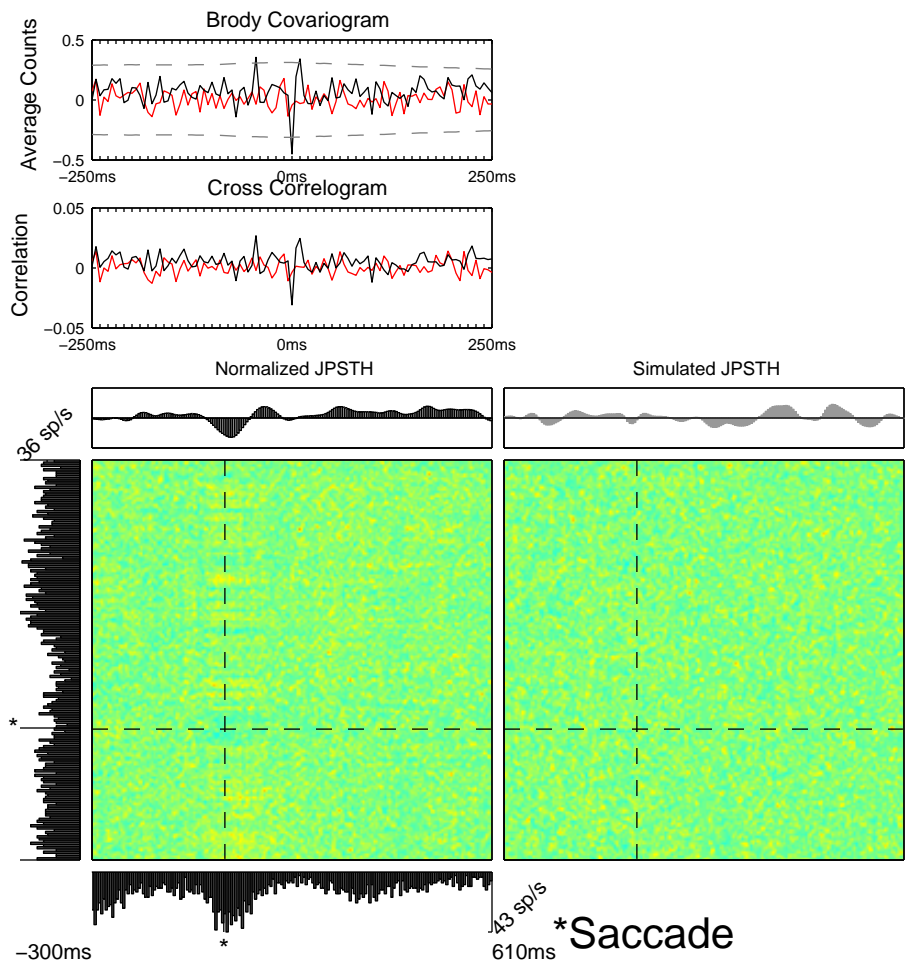 Brody Covariogram
Average Counts
0.5
0
−0.5
−250ms
0ms
250ms
Cross Correlogram
Correlation
0.05
0
−0.05
−250ms
0ms
250ms
Normalized JPSTH
Simulated JPSTH
36 sp/s
*
*
43 sp/s
−300ms
610ms
*Saccade